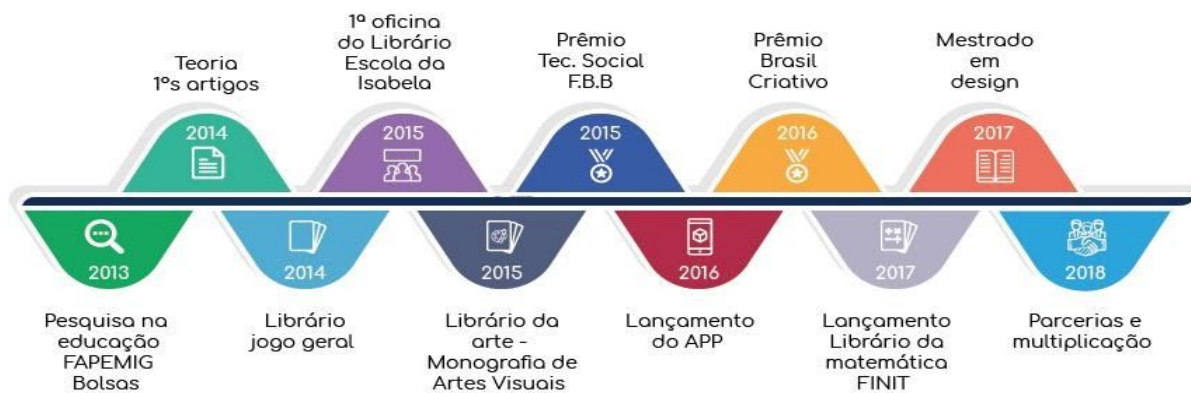 Teoria
1ºs artigos
2014
1ª oficina
do Librário
Escola da
Isabela
2015
Prêmio
Tec. Social
F.B.B
2015
Prêmio
Brasil
Criativo
2016
Mestrado
em
design
2017
2013
Pesquisa na
educação
FAPEMIG
Bolsas
2014
Librário
jogo geral
2015
Librário da
arte -
Monografia de
Artes Visuais
2016
Lançamento
do APP
2017
Lançamento
Librário da
matemática
FINIT
2018
Parcerias e
multiplicação